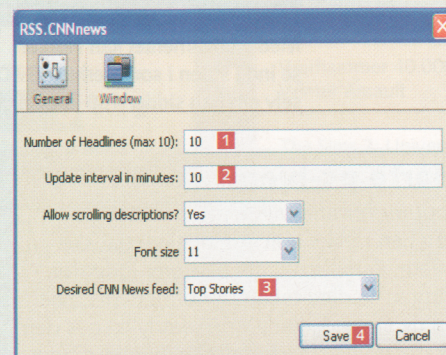 RSS.CNNnews
General Window
Number of Headlines (max 10): 10 1
Update interval in minutes: 10 2
Allow scrolling descriptions? Yes
Font size 11
Desired CNN News feed: Top Stories 3
Save 4 Cancel